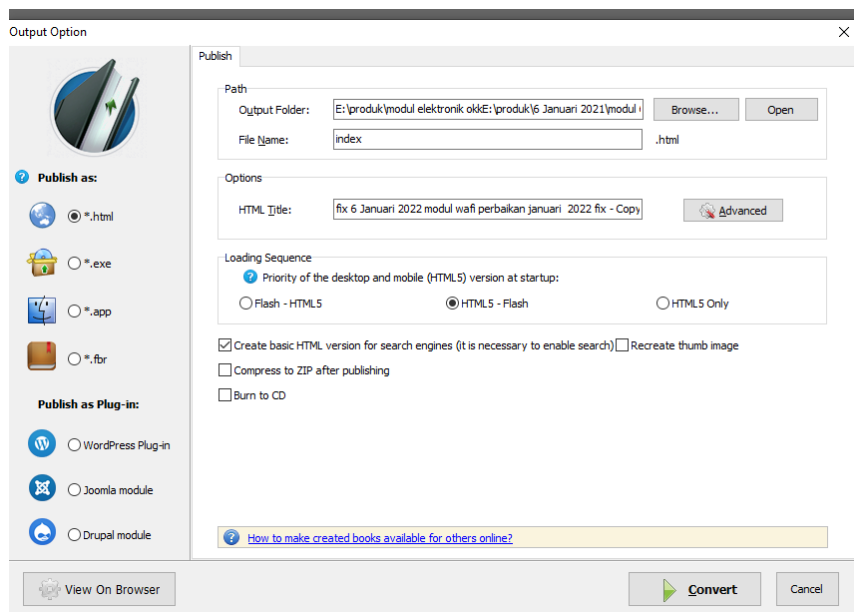 Output Option
Publish
Path
Output Folder:
E:\produk\modul elektronik okkE:\produk\6 Januari 2021\modul
Browse...
Open
File Name:
index
.html
Publish as:
*.html
*.exe
*.app
*.fbr
Publish as Plug-in:
WordPress Plug-in
Joomla module
Drupal module
Options
HTML Title:
fix 6 Januari 2022 modul wafi perbaikan januari  2022 fix - Copy
Advanced
Loading Sequence
Priority of the desktop and mobile (HTML5) version at startup:
Flash - HTML5
HTML5 - Flash
HTML5 Only
Create basic HTML version for search engines (it is necessary to enable search)
Recreate thumb image
Compress to ZIP after publishing
Burn to CD
How to make created books available for others online?
View On Browser
Convert
Cancel